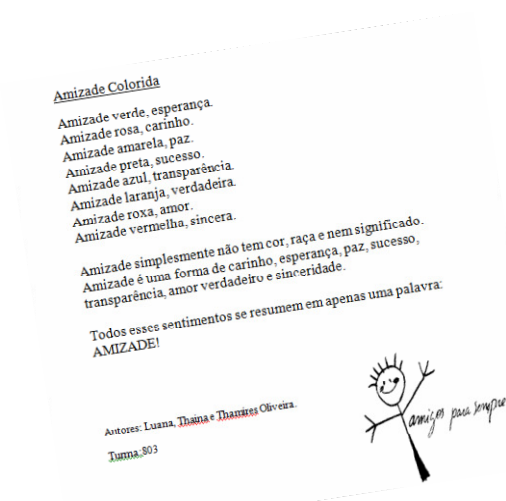 Amizade Colorida
Amizade verde, esperança.
Amizade rosa, carinho.
Amizade amarela, paz.
Amizade preta, sucesso.
Amizade azul, transparência.
Amizade laranja, verdadeira.
Amizade roxa, amor.
Amizade vermelha, sincera.
Amizade simplesmente não tem cor, raça e nem significado.
Amizade é uma forma de carinho, esperança, paz, sucesso,
transparência, amor verdadeiro e sinceridade.
Todos esses sentimentos se resumem em apenas uma palavra:
AMIZADE!
amigos para sempre
Autores: Luana, Thaina e Thamires Oliveira.
Turma:803